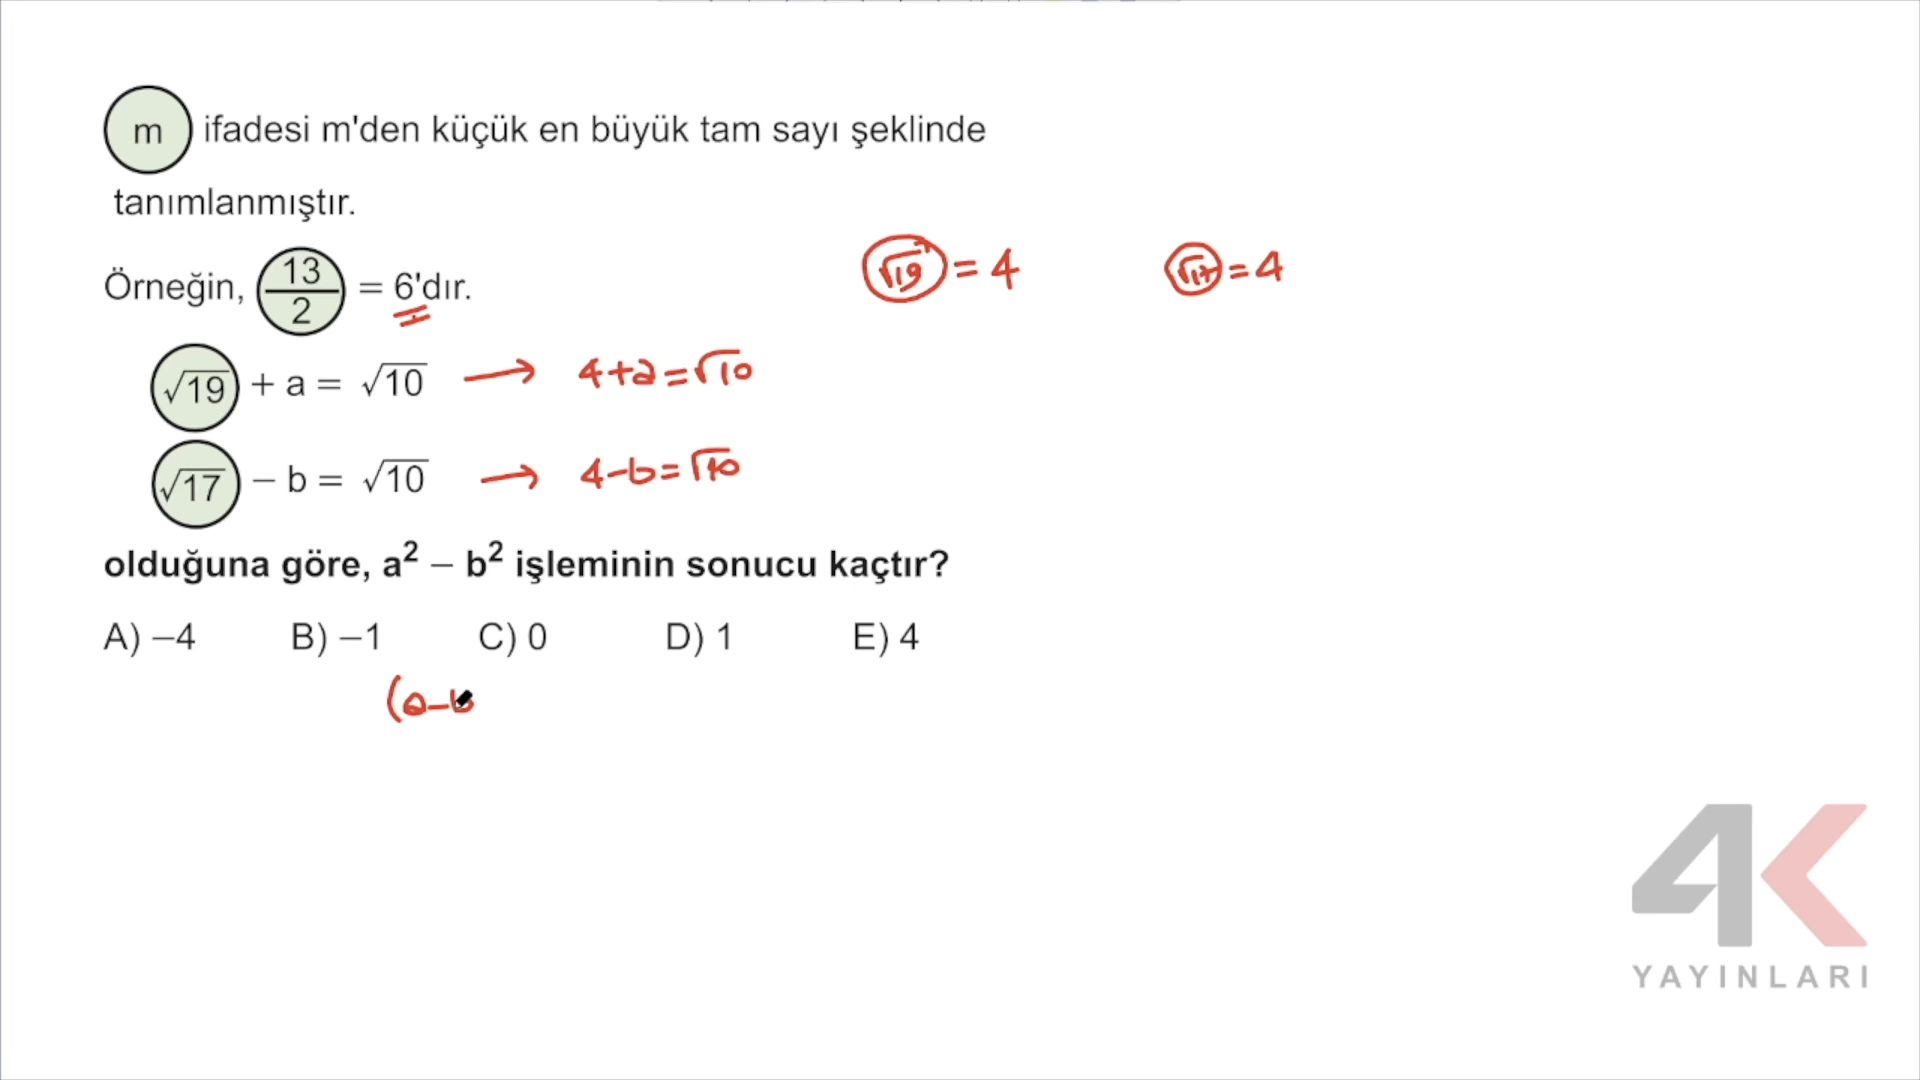 m ifadesi m'den küçük en büyük tam sayı şeklinde
tanımlanmıştır.
Örneğin, 13/2 = 6'dır.
√19 = 4
√17 = 4
√19 + a = √10 → 4+a=√10
√17 – b = √10 → 4-b=√10
olduğuna göre, a² – b² işleminin sonucu kaçtır?
A) –4 B) –1 C) 0 D) 1 E) 4
(a-b
4K
YAYINLARI